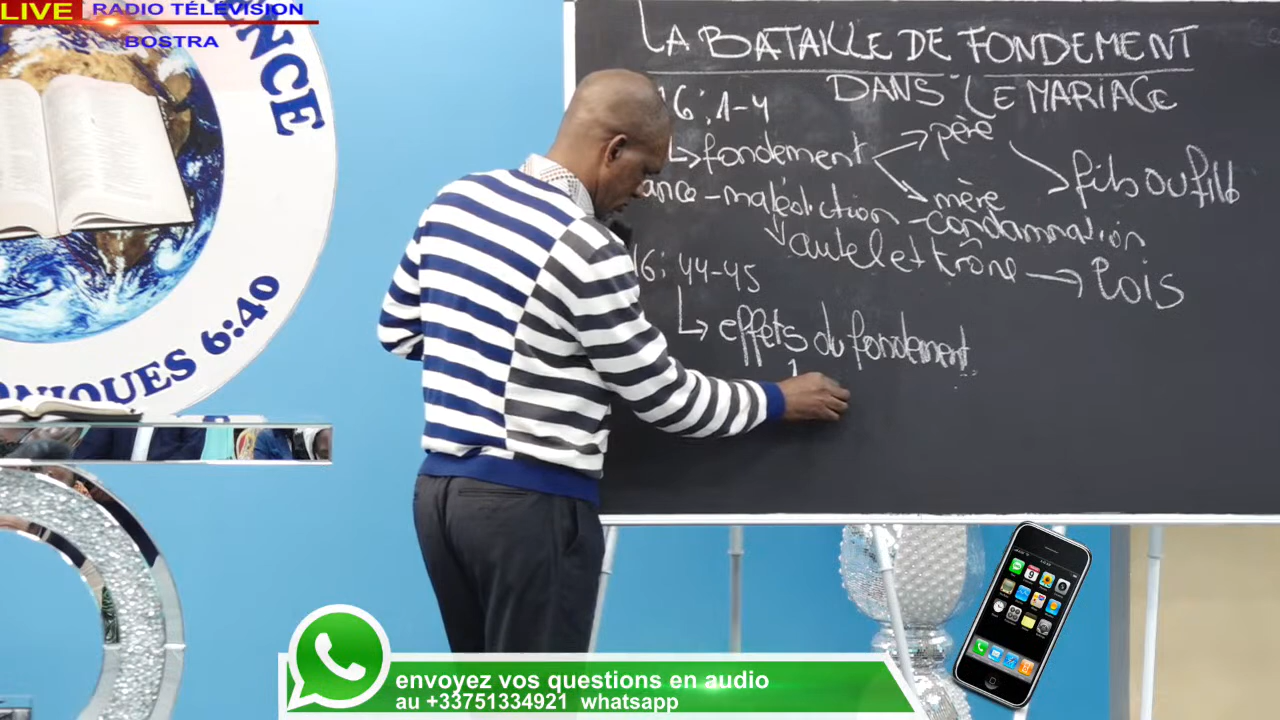 LIVE RADIO TÉLÉVISION
BOSTRA
NCE
ONIQUES 6:40
LA BATAILLE DE FONDEMENT
DANS LE MARIAGE
16: 1-4
↳ fondement → père
→ mère
fils ou fille
ance - malédiction - condamnation
autel et trône → lois
16: 44-45
↳ effets du fondement
envoyez vos questions en audio
au +33751334921 whatsapp